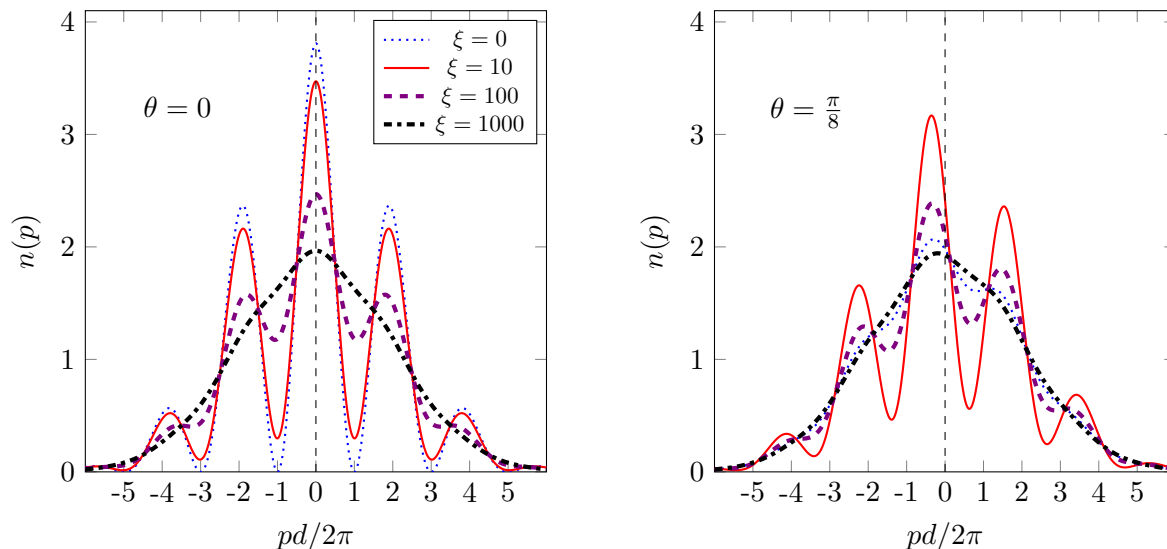 4
3
2
1
0
n(p)
θ = 0
ξ = 0
ξ = 10
ξ = 100
ξ = 1000
-5 -4 -3 -2 -1 0 1 2 3 4 5
pd/2π
4
3
2
1
0
n(p)
θ = π/8
-5 -4 -3 -2 -1 0 1 2 3 4 5
pd/2π